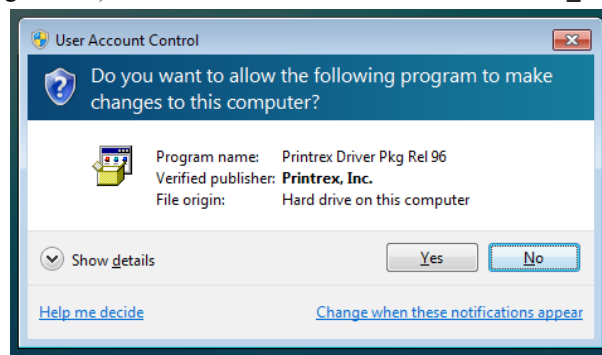 User Account Control
Do you want to allow the following program to make
changes to this computer?
Program name: Printrex Driver Pkg Rel 96
Verified publisher: Printrex, Inc.
File origin: Hard drive on this computer
Show details
Yes
No
Help me decide
Change when these notifications appear